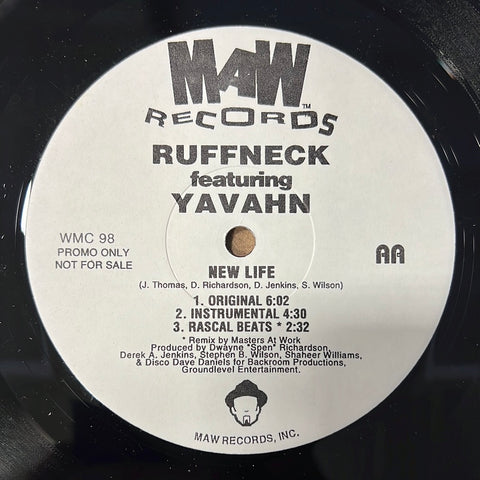 MAW
RECORDS™
RUFFNECK
featuring
YAVAHN
WMC 98
PROMO ONLY
NOT FOR SALE
AA
NEW LIFE
(J. Thomas, D. Richardson, D. Jenkins, S. Wilson)
1. ORIGINAL 6:02
2. INSTRUMENTAL 4:30
3. RASCAL BEATS * 2:32
* Remix by Masters At Work
Produced by Dwayne "Spen" Richardson,
Derek A. Jenkins, Stephen B. Wilson, Shaheer Williams,
& Disco Dave Daniels for Backroom Productions,
Groundlevel Entertainment.
MAW RECORDS, INC.